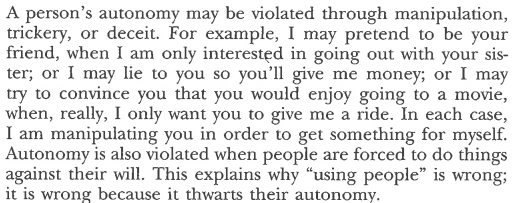 A person's autonomy may be violated through manipulation,
trickery, or deceit. For example, I may pretend to be your
friend, when I am only interested in going out with your sis-
ter; or I may lie to you so you'll give me money; or I may
try to convince you that you would enjoy going to a movie,
when, really, I only want you to give me a ride. In each case,
I am manipulating you in order to get something for myself.
Autonomy is also violated when people are forced to do things
against their will. This explains why "using people" is wrong;
it is wrong because it thwarts their autonomy.